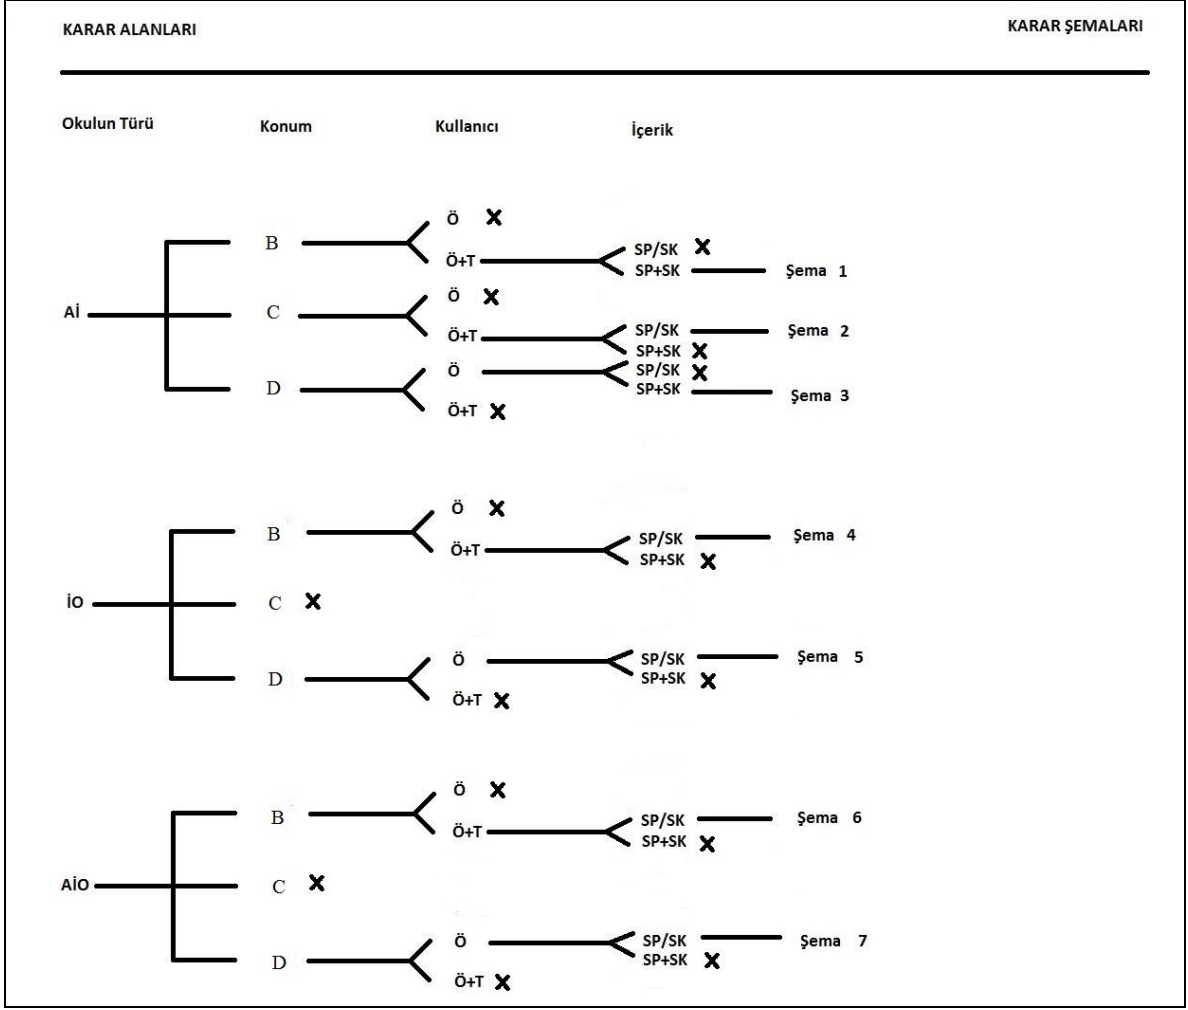 KARAR ALANLARI KARAR ŞEMALARI
Okulun Türü Konum Kullanıcı İçerik
Ö X
B
SP/SK X
Ö+T
SP+SK Şema 1
Ö X
Aİ C
SP/SK Şema 2
Ö+T
SP+SK X
Ö SP/SK X
D SP+SK Şema 3
Ö+T X
Ö X
B SP/SK Şema 4
Ö+T
SP+SK X
İO C X
Ö SP/SK Şema 5
D SP+SK X
Ö+T X
Ö X
B SP/SK Şema 6
Ö+T
SP+SK X
AİO C X
Ö SP/SK Şema 7
D SP+SK X
Ö+T X